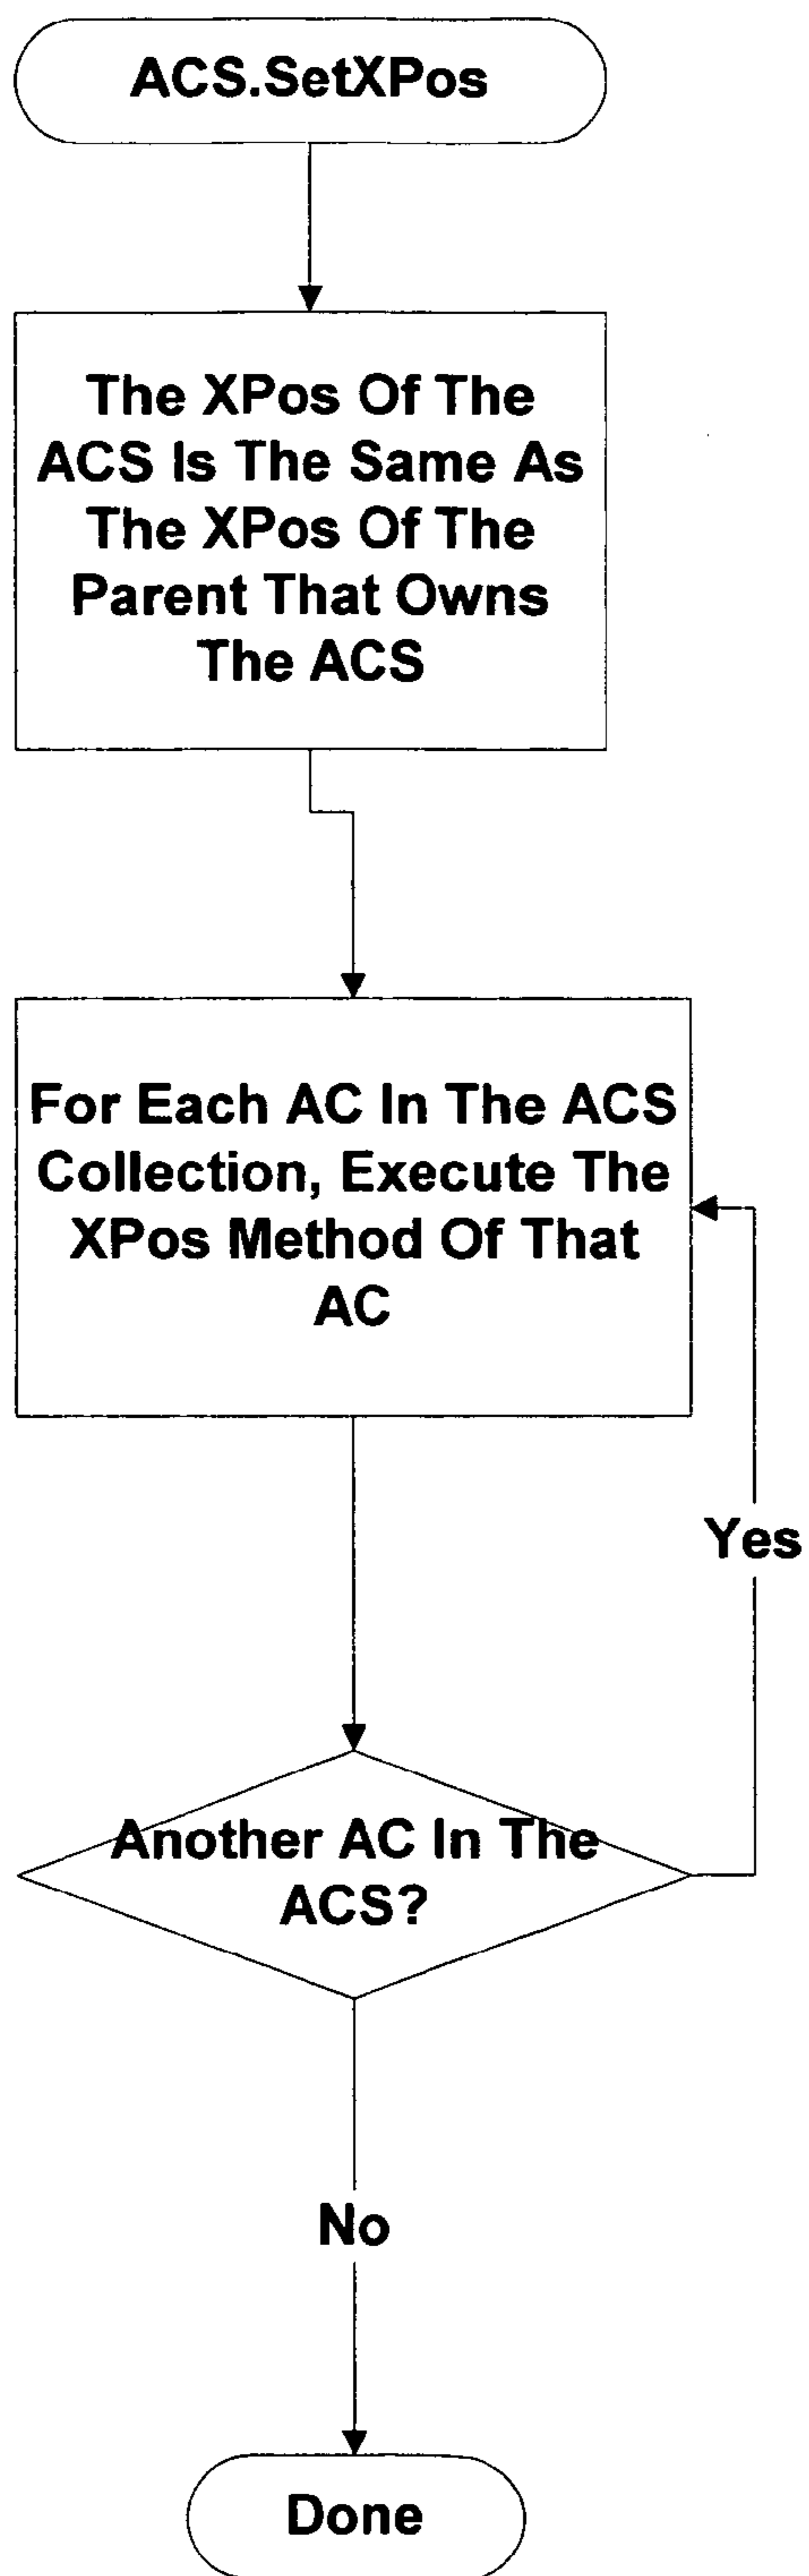 ACS.SetXPos
The XPos Of The
ACS Is The Same As
The XPos Of The
Parent That Owns
The ACS
For Each AC In The ACS
Collection, Execute The
XPos Method Of That
AC
Yes
Another AC In The
ACS?
No
Done